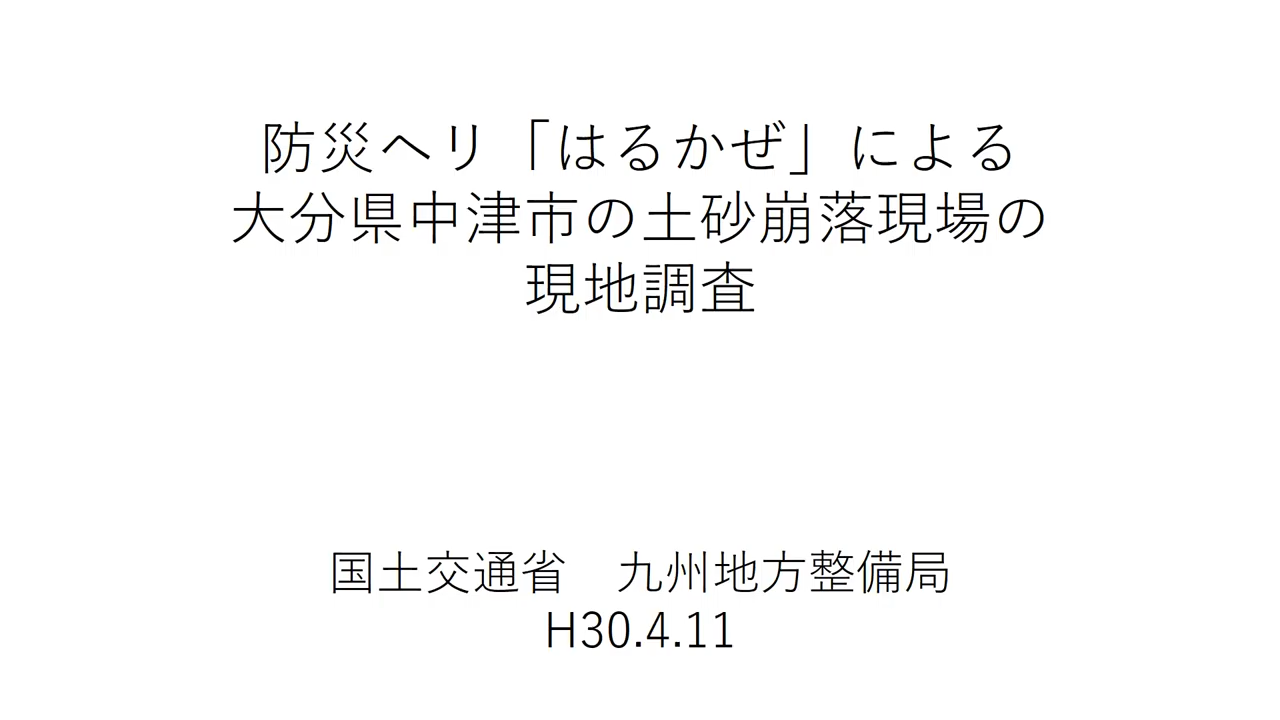 防災ヘリ「はるかぜ」による
大分県中津市の土砂崩落現場の
現地調査
国土交通省　九州地方整備局
H30.4.11